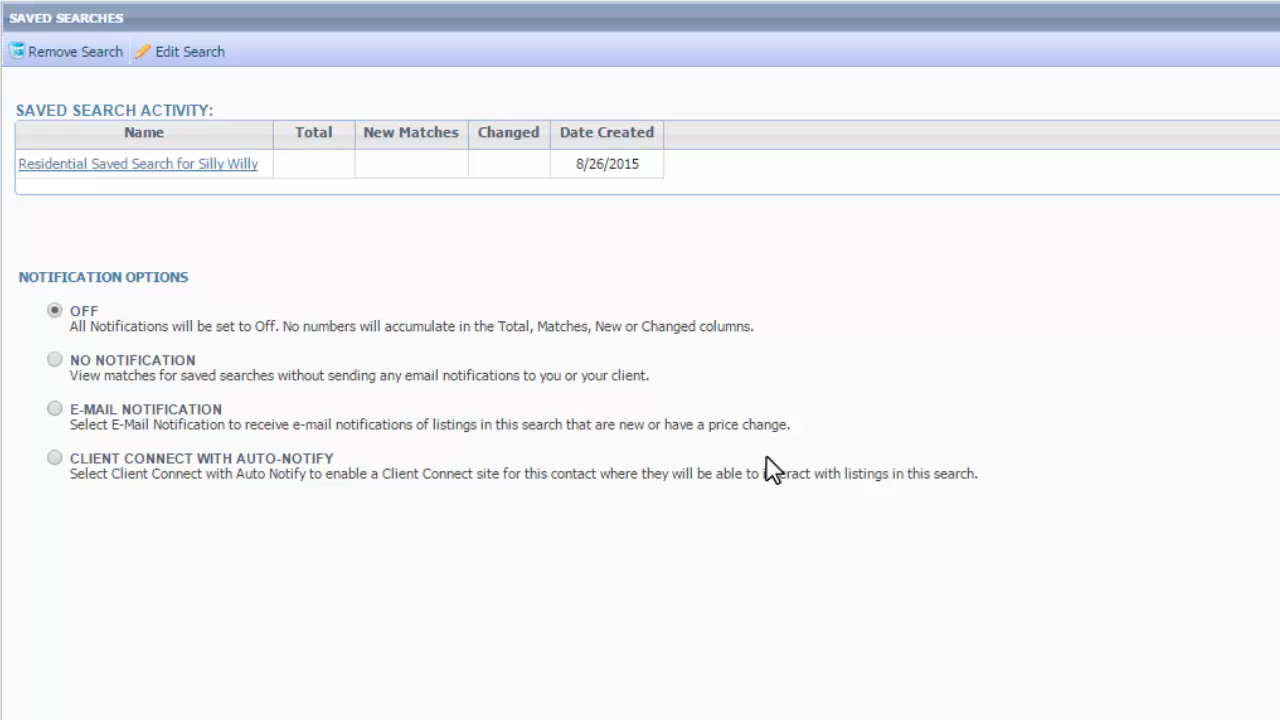 SAVED SEARCHES
Remove Search Edit Search
SAVED SEARCH ACTIVITY:
Name Total New Matches Changed Date Created
Residential Saved Search for Silly Willy 8/26/2015
NOTIFICATION OPTIONS
OFF
All Notifications will be set to Off. No numbers will accumulate in the Total, Matches, New or Changed columns.
NO NOTIFICATION
View matches for saved searches without sending any email notifications to you or your client.
E-MAIL NOTIFICATION
Select E-Mail Notification to receive e-mail notifications of listings in this search that are new or have a price change.
CLIENT CONNECT WITH AUTO-NOTIFY
Select Client Connect with Auto Notify to enable a Client Connect site for this contact where they will be able to interact with listings in this search.